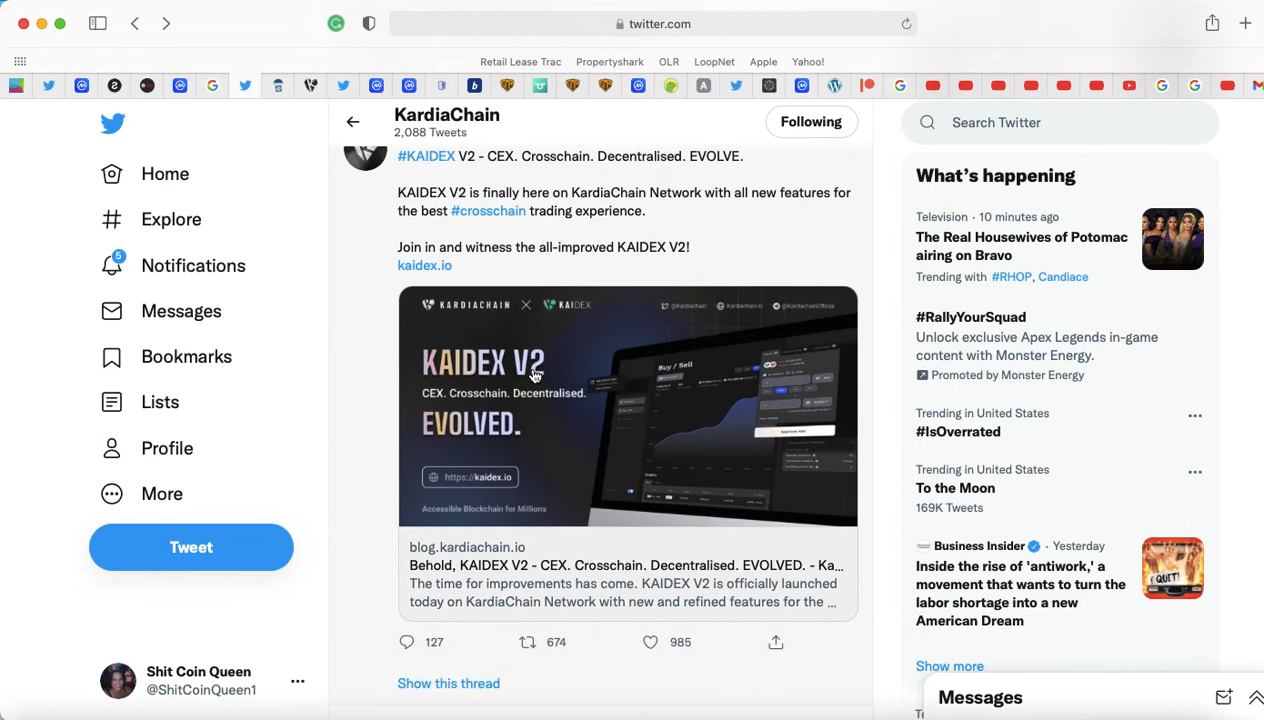 twitter.com
Retail Lease Trac Propertyshark OLR LoopNet Apple Yahoo!
Home
Explore
5
Notifications
Messages
Bookmarks
Lists
Profile
More
Tweet
Shit Coin Queen
@ShitCoinQueen1
KardiaChain
2,088 Tweets
Following
#KAIDEX V2 - CEX. Crosschain. Decentralised. EVOLVE.
KAIDEX V2 is finally here on KardiaChain Network with all new features for
the best #crosschain trading experience.
Join in and witness the all-improved KAIDEX V2!
kaidex.io
KARDIACHAIN X KAIDEX
@Kardiachain Kardiachain.io @KardiaChainOfficial
KAIDEX V2
CEX. Crosschain. Decentralised.
EVOLVED.
https://kaidex.io
Accessible Blockchain for Millions
Buy / Sell
blog.kardiachain.io
Behold, KAIDEX V2 - CEX. Crosschain. Decentralised. EVOLVED. - Ka...
The time for improvements has come. KAIDEX V2 is officially launched
today on KardiaChain Network with new and refined features for the ...
127 674 985
Show this thread
Search Twitter
What's happening
Television · 10 minutes ago
The Real Housewives of Potomac
airing on Bravo
Trending with #RHOP, Candiace
#RallyYourSquad
Unlock exclusive Apex Legends in-game
content with Monster Energy.
Promoted by Monster Energy
Trending in United States
#IsOverrated
Trending in United States
To the Moon
169K Tweets
Business Insider · Yesterday
Inside the rise of 'antiwork,' a
movement that wants to turn the
labor shortage into a new
American Dream
QUIT!
Show more
Messages